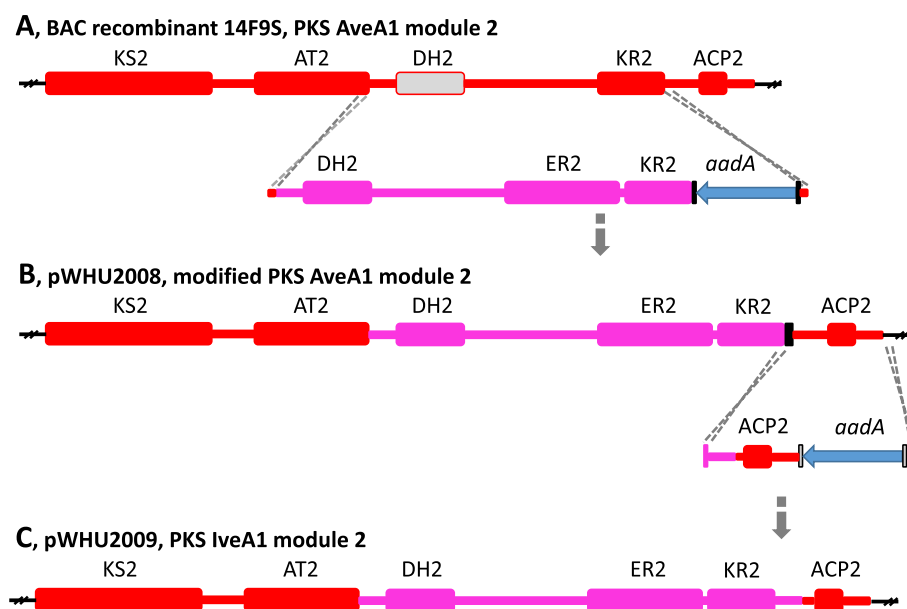 A, BAC recombinant 14F9S, PKS AveA1 module 2
KS2 AT2 DH2 KR2 ACP2
DH2 ER2 KR2 aadA
B, pWHU2008, modified PKS AveA1 module 2
KS2 AT2 DH2 ER2 KR2 ACP2
ACP2 aadA
C, pWHU2009, PKS IveA1 module 2
KS2 AT2 DH2 ER2 KR2 ACP2